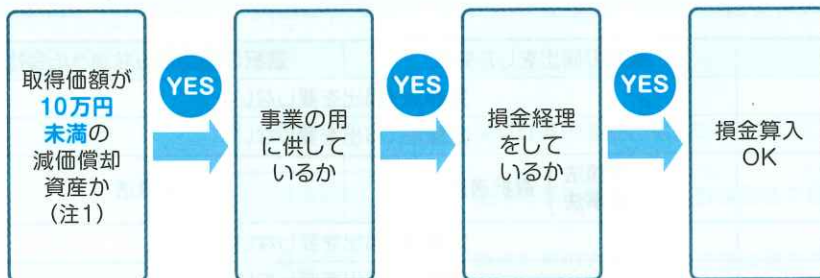 取得価額が
10万円
未満の
減価償却
資産か
(注1)
YES
事業の用
に供して
いるか
YES
損金経理
をして
いるか
YES
損金算入
OK